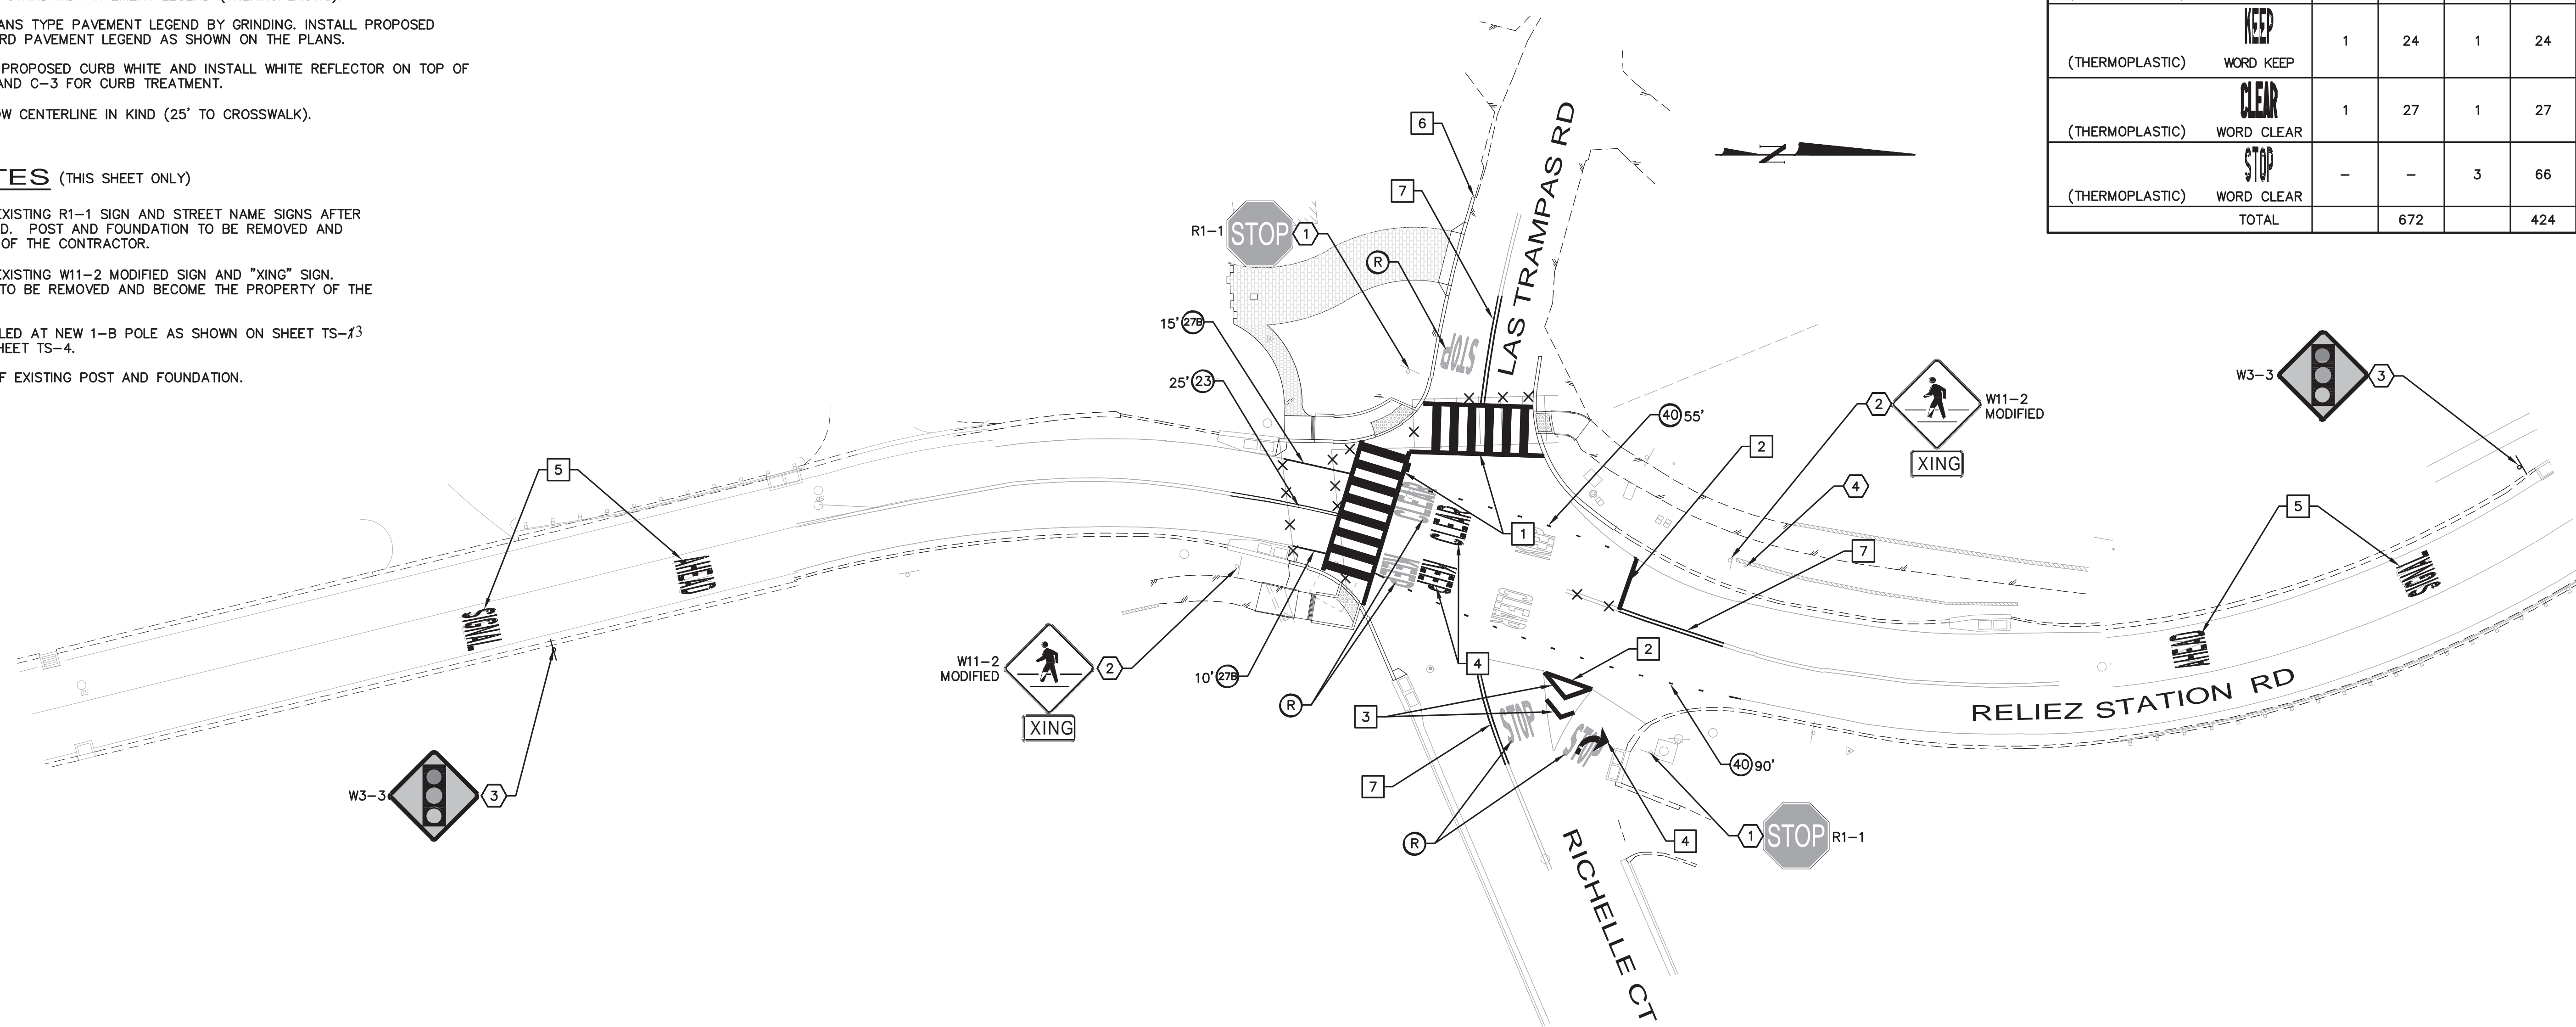 ANS TYPE PAVEMENT LEGEND BY GRINDING. INSTALL PROPOSED
RD PAVEMENT LEGEND AS SHOWN ON THE PLANS.
PROPOSED CURB WHITE AND INSTALL WHITE REFLECTOR ON TOP OF
AND C-3 FOR CURB TREATMENT.
OW CENTERLINE IN KIND (25' TO CROSSWALK).
TES (THIS SHEET ONLY)
EXISTING R1-1 SIGN AND STREET NAME SIGNS AFTER
D. POST AND FOUNDATION TO BE REMOVED AND
OF THE CONTRACTOR.
EXISTING W11-2 MODIFIED SIGN AND "XING" SIGN.
TO BE REMOVED AND BECOME THE PROPERTY OF THE
LED AT NEW 1-B POLE AS SHOWN ON SHEET TS-13
HEET TS-4.
F EXISTING POST AND FOUNDATION.
KEEP
(THERMOPLASTIC) WORD KEEP 1 24 1 24
CLEAR
(THERMOPLASTIC) WORD CLEAR 1 27 1 27
STOP
(THERMOPLASTIC) WORD CLEAR - - 3 66
TOTAL 672 424
6
7
LAS TRAMPAS RD
R1-1 STOP 1
R
STOP
15' 27B
25' 23
40 55'
2
W11-2
MODIFIED
XING
2
4
W3-3 3
5
1
7
5
CLEAR
CLEAR
KEEP
KEEP
CLEAR
AHEAD
SIGNAL
SIGNAL
AHEAD
W11-2
MODIFIED
2
XING
10' 27B
R
4
2
3
STOP
STOP
RELIEZ STATION RD
40 90'
W3-3 3
7
R
4
1 STOP R1-1
RICHELLE CT